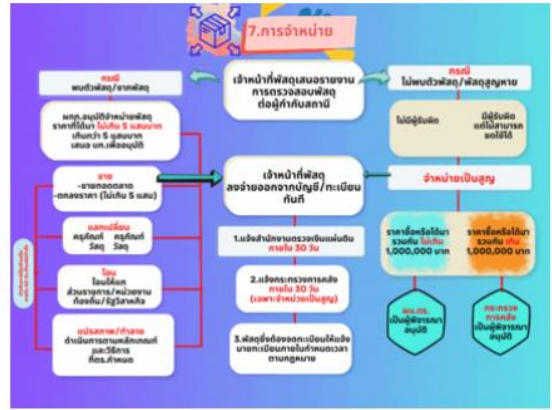 7.การจำหน่าย
กรณี
พบตัวพัสดุ/ซากพัสดุ
เจ้าหน้าที่พัสดุเสนอรายงาน
การตรวจสอบพัสดุ
ต่อผู้กำกับสถานี
กรณี
ไม่พบตัวพัสดุ/พัสดุสูญหาย
ผกก.อนุมัติจำหน่ายพัสดุ
ราคาที่ได้มา ไม่เกิน 5 แสนบาท
เกินกว่า 5 แสนบาท
เสนอ บก.เพื่ออนุมัติ
ไม่มีผู้รับผิด
มีผู้รับผิด
แต่ไม่สามารถ
ชดใช้ได้
ขาย
-ขายทอดตลาด
-ตกลงราคา (ไม่เกิน 5 แสน)
เจ้าหน้าที่พัสดุ
ลงจ่ายออกจากบัญชี/ทะเบียน
ทันที
จำหน่ายเป็นสูญ
แลกเปลี่ยน
ครุภัณฑ์ ครุภัณฑ์
วัสดุ วัสดุ
1.แจ้งสำนักงานตรวจเงินแผ่นดิน
ภายใน 30 วัน
ราคาซื้อหรือได้มา
รวมกัน ไม่เกิน
1,000,000 บาท
ราคาซื้อหรือได้มา
รวมกัน เกิน
1,000,000 บาท
โอน
โอนให้แก่
ส่วนราชการ/หน่วยงาน
ท้องถิ่น/รัฐวิสาหกิจ
2.แจ้งกระทรวงการคลัง
ภายใน 30 วัน
(เฉพาะจำหน่ายเป็นสูญ)
ผบ.ตร.
เป็นผู้พิจารณา
อนุมัติ
กระทรวง
การคลัง
เป็นผู้พิจารณา
อนุมัติ
แปรสภาพ/ทำลาย
ดำเนินการตามหลักเกณฑ์
และวิธีการ
ที่ตร.กำหนด
3.พัสดุซึ่งต้องจดทะเบียนให้แจ้ง
นายทะเบียนภายในกำหนดเวลา
ตามกฎหมาย